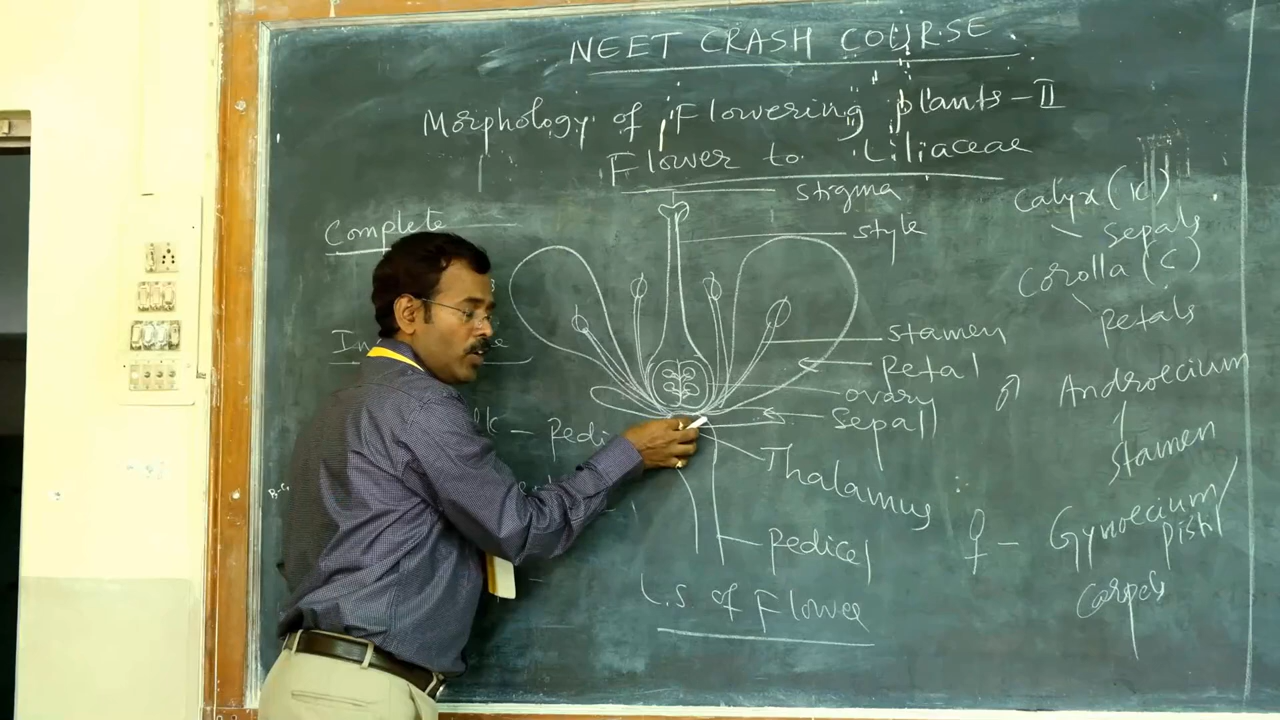 NEET CRASH COURSE
Morphology of Flowering plants-II
Flower to Liliaceae
Complete
Stigma
style
stamen
Petal
ovary
Sepal
Thalamus
Pedicel
L.S of Flower
Calyx (K)
Sepals
Corolla (C)
Petals
♂ Androecium
Stamen
♀ - Gynoecium/
Pistil
Carpels